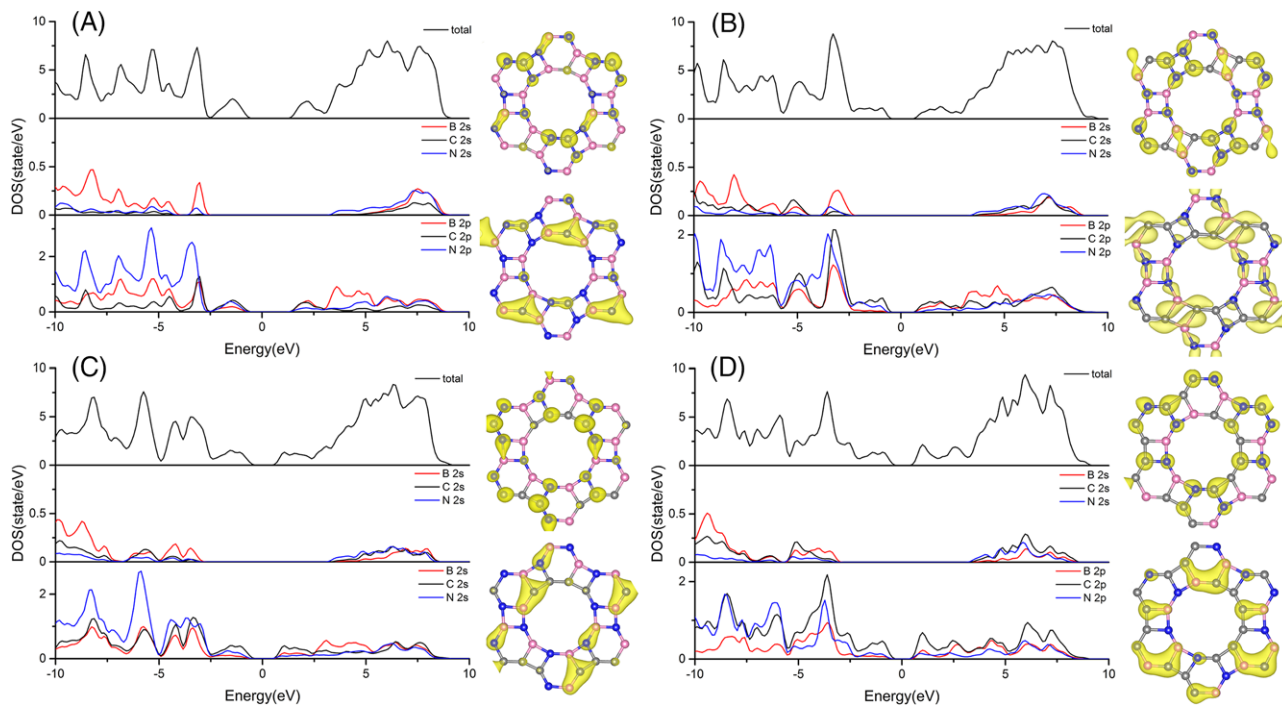 (A)
10
total
5
0
DOS(state/eV)
B 2s
C 2s
N 2s
0.5
0
B 2p
C 2p
N 2p
2
0
-10 -5 0 5 10
Energy(eV)
(B)
10
total
5
0
DOS(state/eV)
B 2s
C 2s
N 2s
0.5
0
B 2p
C 2p
N 2p
2
1
0
-10 -5 0 5 10
Energy(eV)
(C)
10
total
5
0
DOS(state/eV)
B 2s
C 2s
N 2s
0.5
0
B 2s
C 2s
N 2s
2
0
-10 -5 0 5 10
Energy(eV)
(D)
10
total
5
0
DOS(state/eV)
B 2s
C 2s
N 2s
0.5
0
B 2p
C 2p
N 2p
2
1
0
-10 -5 0 5 10
Energy(eV)